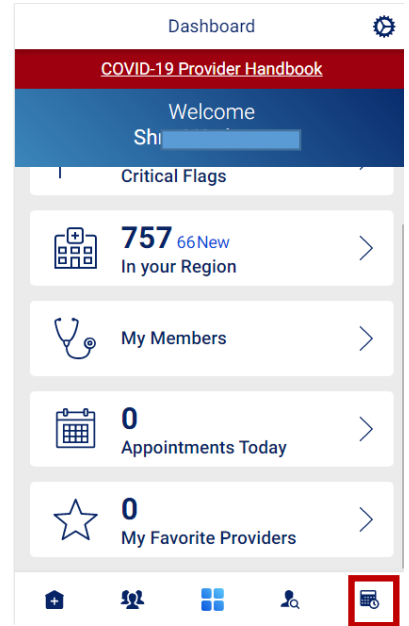 Dashboard
COVID-19 Provider Handbook
Welcome
Critical Flags
757 66New
In your Region
My Members
0
Appointments Today
0
My Favorite Providers